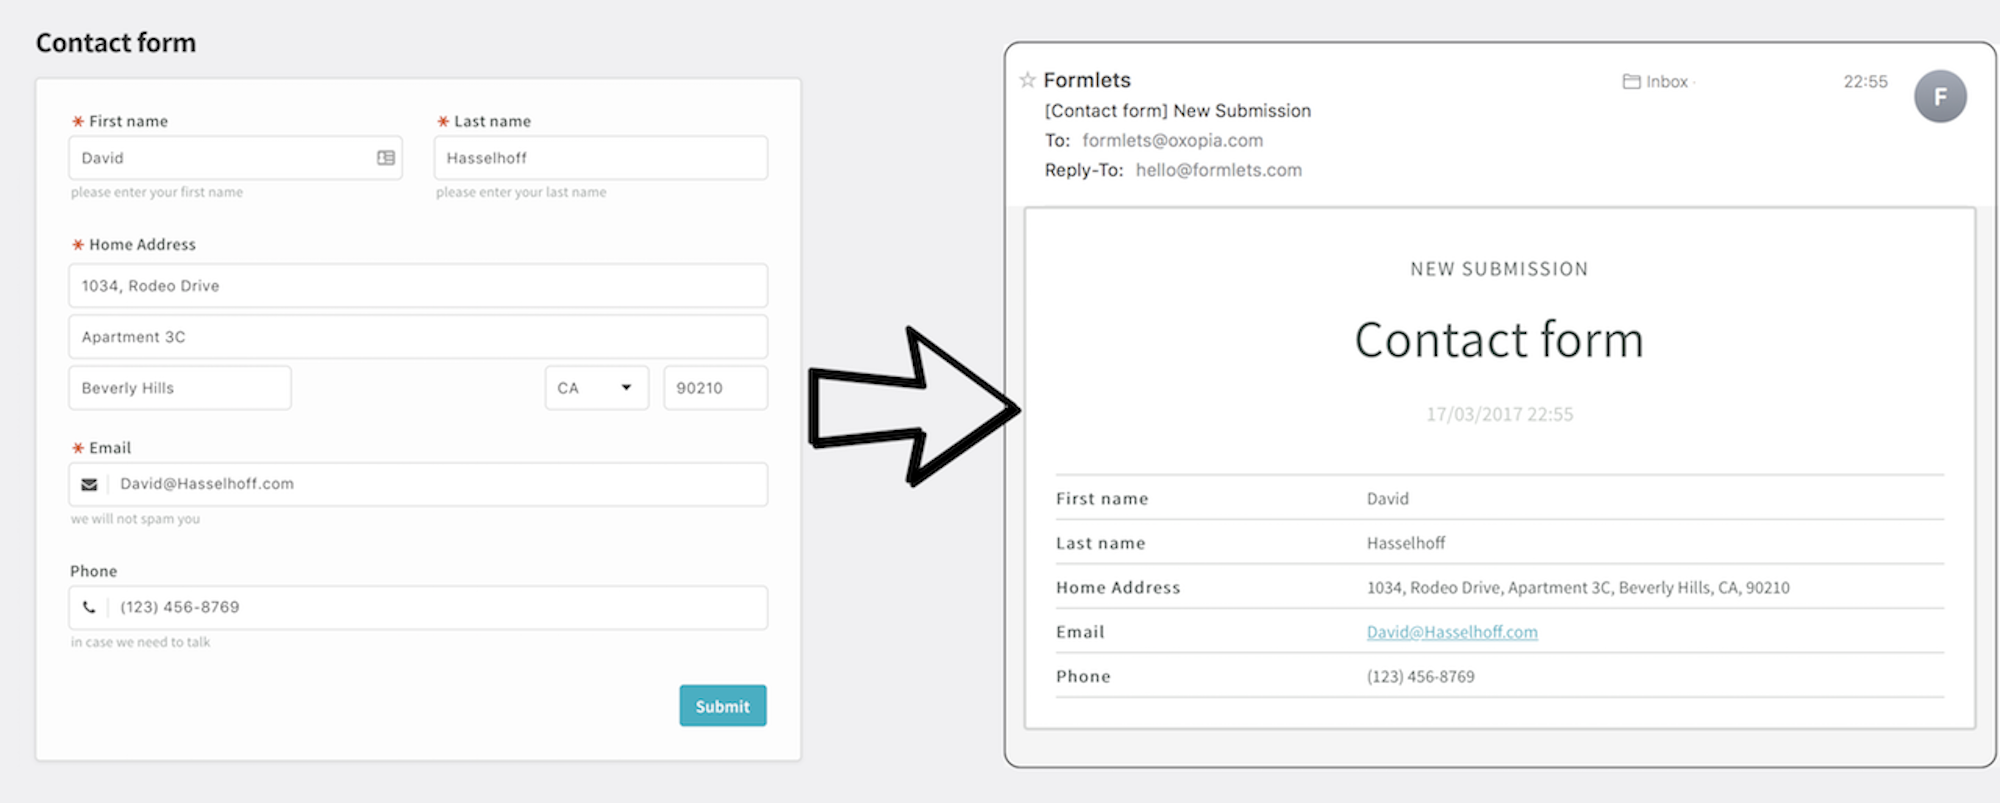 Contact form
* First name
* Last name
David
Hasselhoff
please enter your first name
please enter your last name
* Home Address
1034, Rodeo Drive
Apartment 3C
Beverly Hills
CA
90210
* Email
David@Hasselhoff.com
we will not spam you
Phone
(123) 456-8769
in case we need to talk
Submit
Formlets
Inbox ·
22:55
F
[Contact form] New Submission
To: formlets@oxopia.com
Reply-To: hello@formlets.com
NEW SUBMISSION
Contact form
17/03/2017 22:55
First name David
Last name Hasselhoff
Home Address 1034, Rodeo Drive, Apartment 3C, Beverly Hills, CA, 90210
Email David@Hasselhoff.com
Phone (123) 456-8769